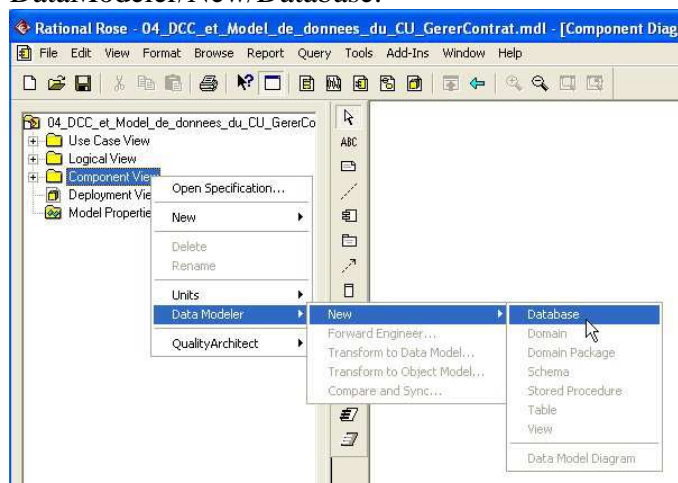 DataModeler/New/Database.
Rational Rose - 04_DCC_et_Model_de_donnees_du_CU_GererContrat.mdl - [Component Diag
File Edit View Format Browse Report Query Tools Add-Ins Window Help
04_DCC_et_Model_de_donnees_du_CU_GererCo
Use Case View
Logical View
Component View
Deployment Vie
Model Propertie
ABC
Open Specification...
New
Delete
Rename
Units
Data Modeler
QualityArchitect
New
Forward Engineer...
Transform to Data Model...
Transform to Object Model...
Compare and Sync...
Database
Domain
Domain Package
Schema
Stored Procedure
Table
View
Data Model Diagram